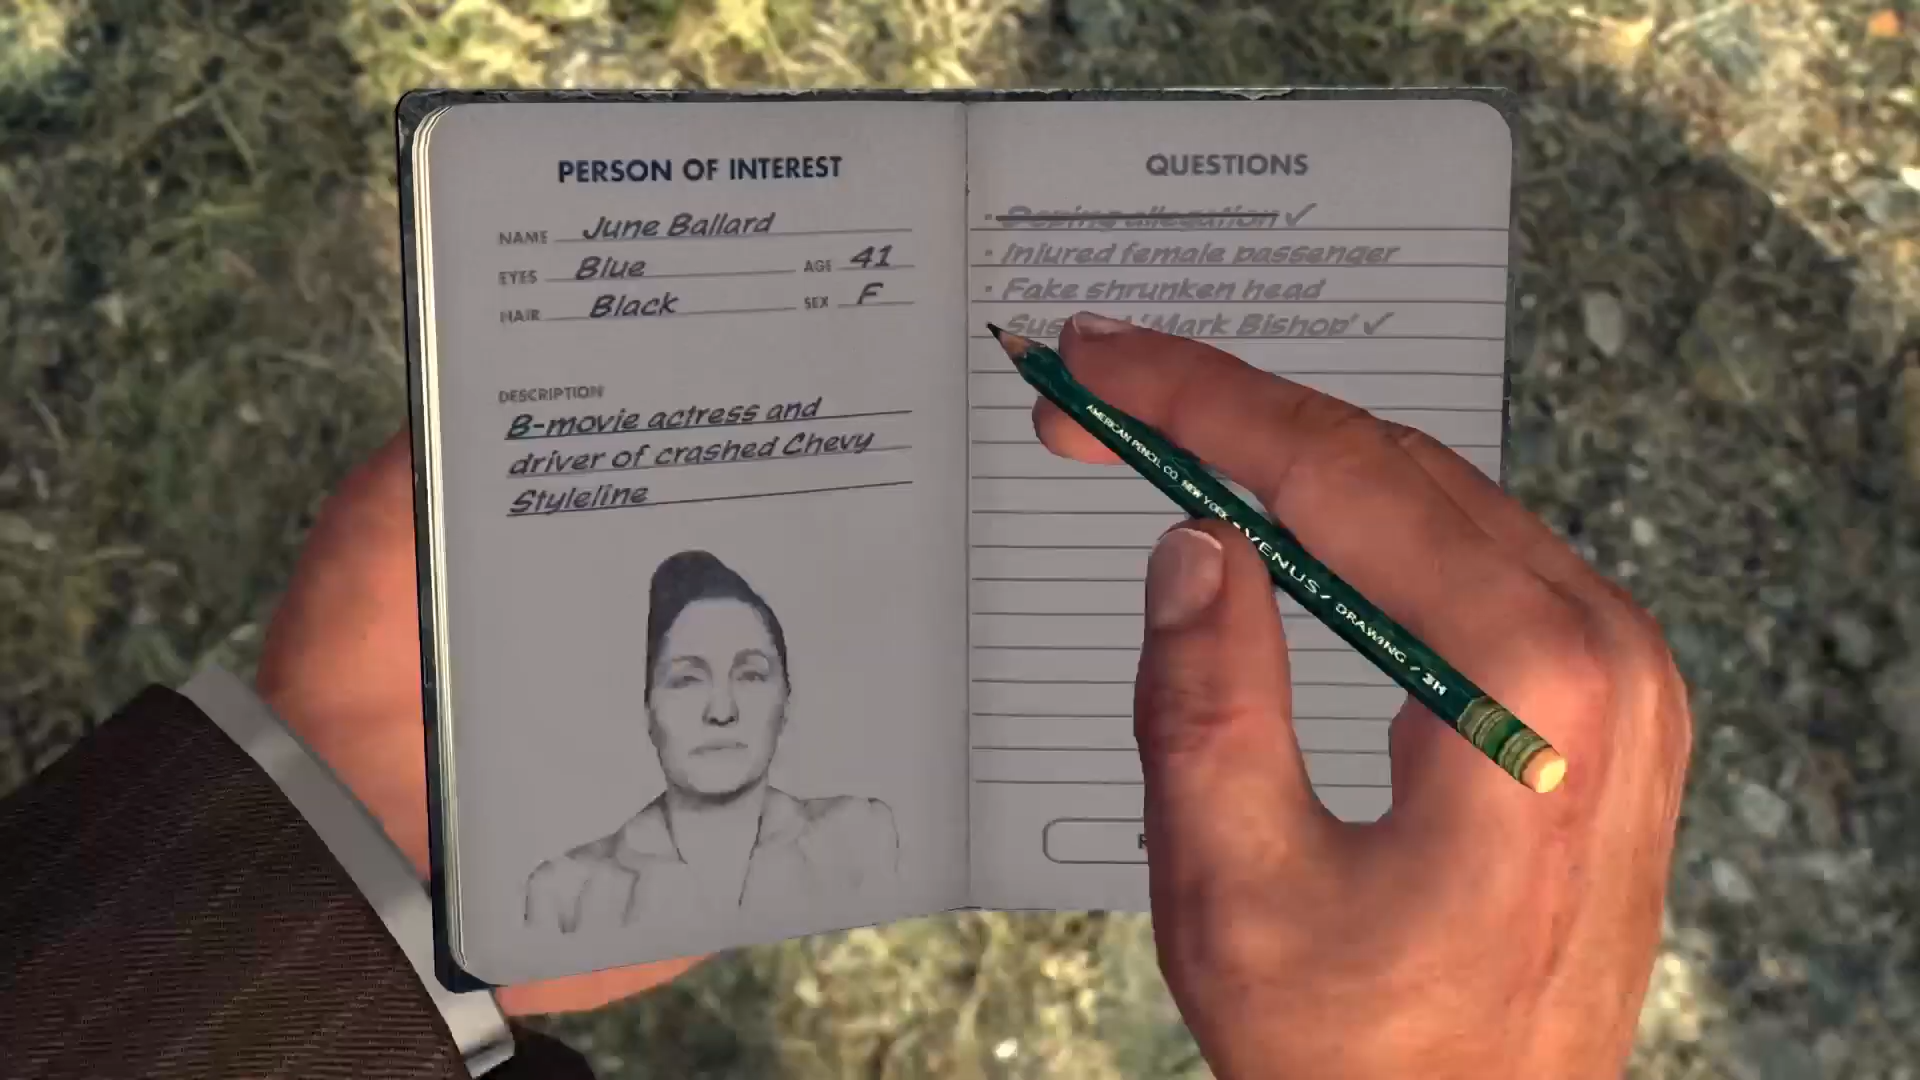 PERSON OF INTEREST
NAME June Ballard
EYES Blue AGE 41
HAIR Black SEX F
DESCRIPTION
B-movie actress and
driver of crashed Chevy
Styleline
QUESTIONS
• Doping allegation ✓
• Injured female passenger
• Fake shrunken head
'Mark Bishop' ✓
AMERICAN PENCIL CO. NEW YORK = VENUS / DRAWING / 3H